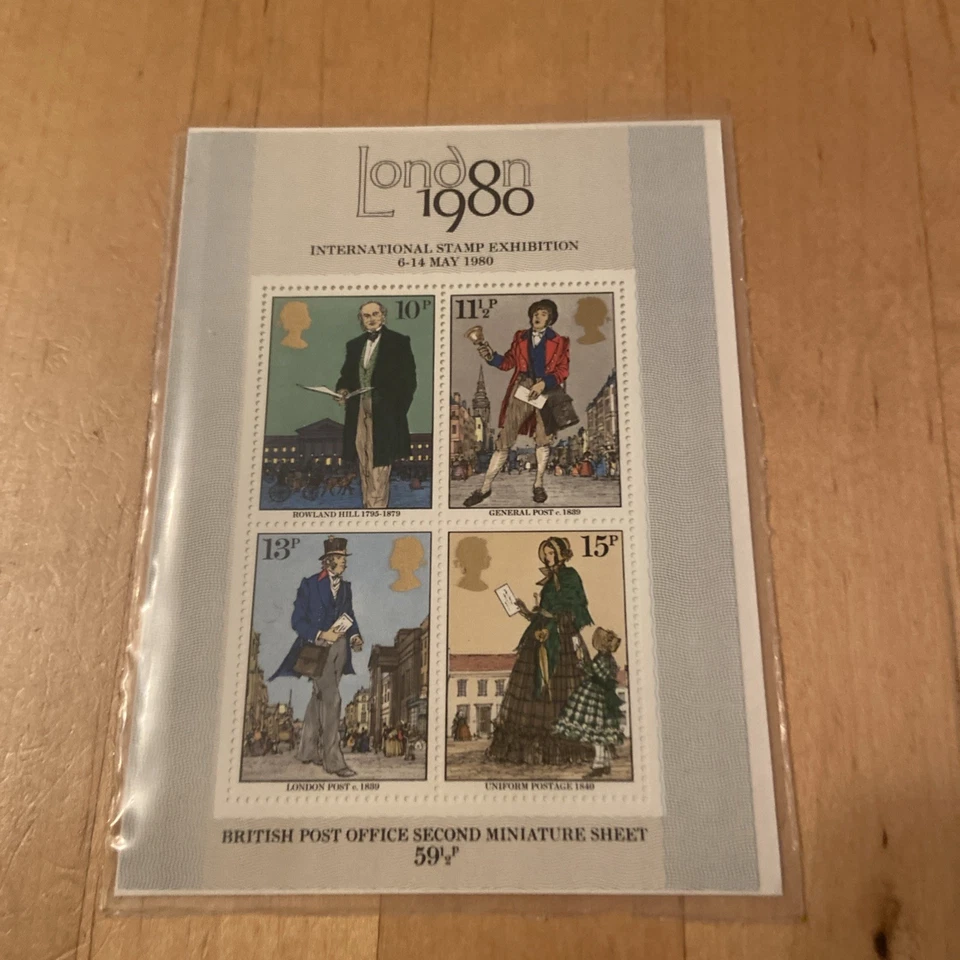 London
1980
INTERNATIONAL STAMP EXHIBITION
6-14 MAY 1980
10P
11½P
ROWLAND HILL 1795-1879
GENERAL POST c. 1839
13P
15P
LONDON POST c. 1839
UNIFORM POSTAGE 1840
BRITISH POST OFFICE SECOND MINIATURE SHEET
59½P